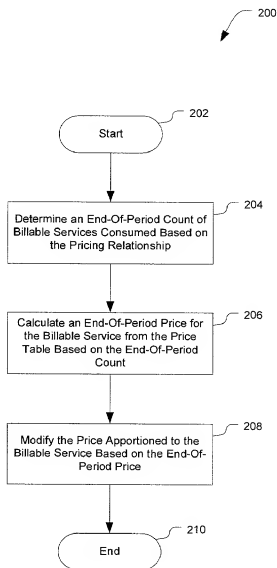 200
202
Start
204
Determine an End-Of-Period Count of
Billable Services Consumed Based on
the Pricing Relationship
206
Calculate an End-Of-Period Price for
the Billable Service from the Price
Table Based on the End-Of-Period
Count
208
Modify the Price Apportioned to the
Billable Service Based on the End-Of-
Period Price
210
End